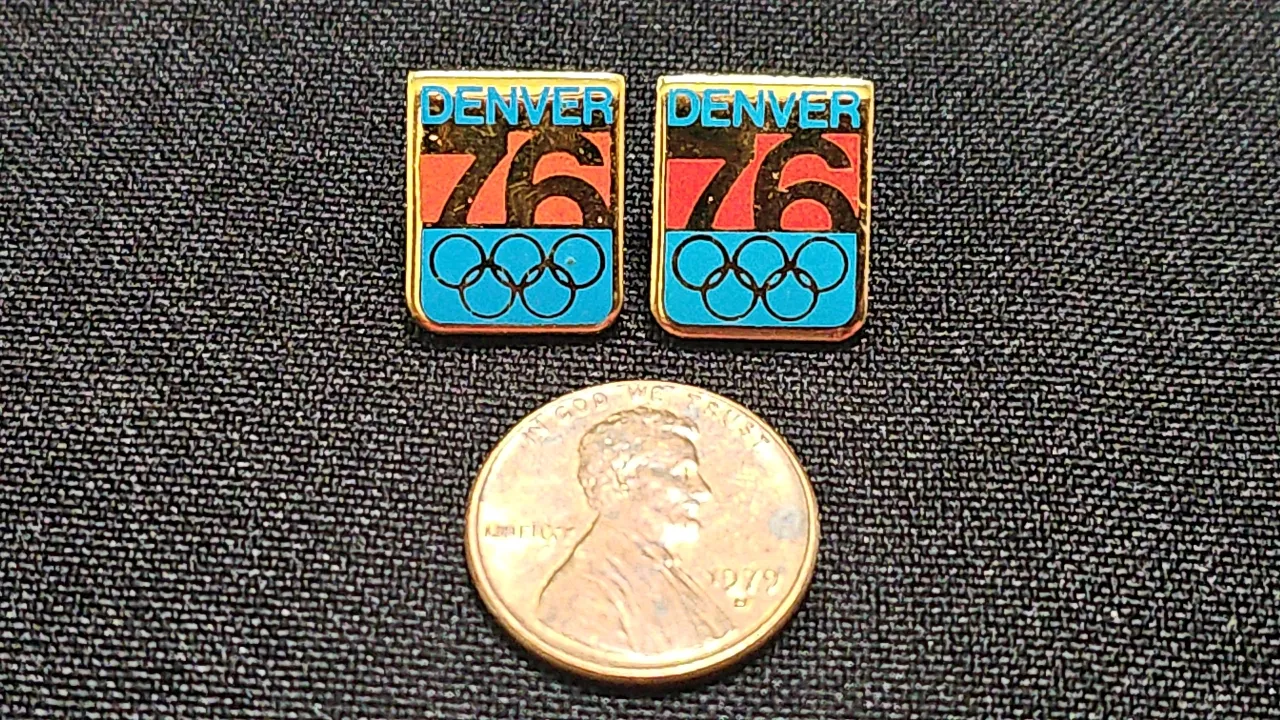 DENVER
76
DENVER
76
IN GOD WE TRUST
LIBERTY
1979
D